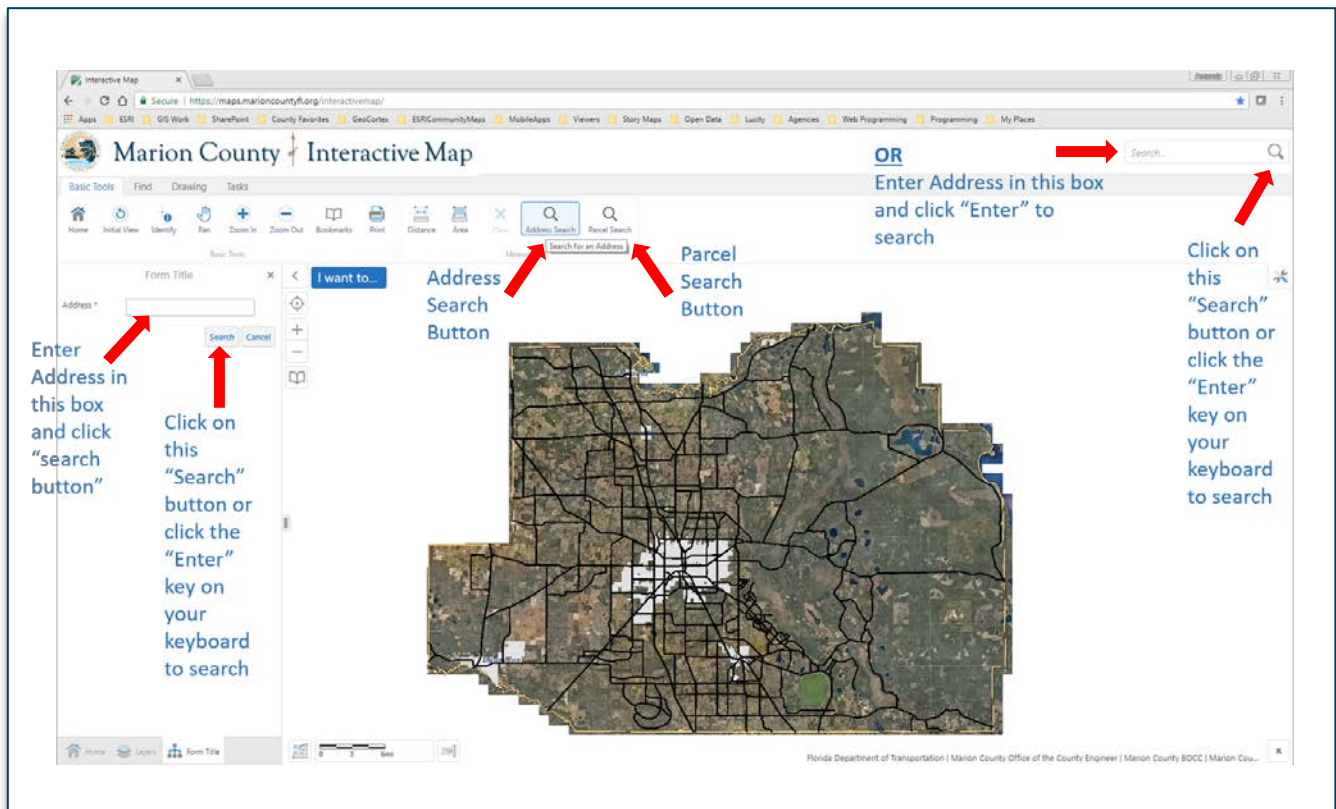 Interactive Map
Secure | https://maps.marioncountyfl.org/interactivemap/
Apps ESRI GIS Work SharePoint County Favorites GeoCortex ESRICommunityMaps MobileApps Viewers Story Maps Open Data Lucity Agencies Web Programming Programming My Places
Marion County Interactive Map
Search...
OR
Enter Address in this box
and click “Enter” to
search
Basic Tools Find Drawing Tasks
Home Initial View Identify Pan Zoom In Zoom Out Bookmarks Print Distance Area Clear Address Search Parcel Search
Basic Tools
Search for an Address
Form Title
I want to...
Address *
Search Cancel
Address
Search
Button
Parcel
Search
Button
Click on
this
“Search”
button or
click the
“Enter”
key on
your
keyboard
to search
Enter
Address in
this box
and click
“search
button”
Click on
this
“Search”
button or
click the
“Enter”
key on
your
keyboard
to search
Home Layers Form Title
0 3 6mi
Florida Department of Transportation | Marion County Office of the County Engineer | Marion County BOCC | Marion Cou...